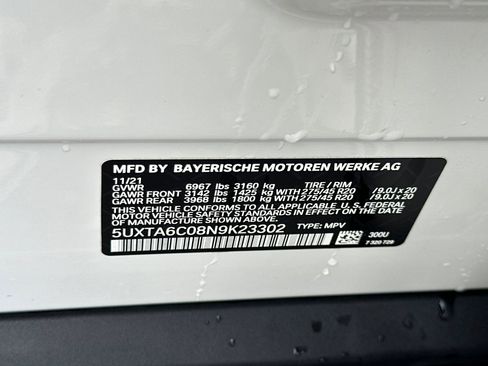 MFD BY BAYERISCHE MOTOREN WERKE AG
11/21
GVWR 6967 lbs 3160 kg TIRE / RIM
GAWR FRONT 3142 lbs 1425 kg WITH 275/45 R20 /9.0J x 20
GAWR REAR 3968 lbs 1800 kg WITH 275/45 R20 /9.0J x 20
THIS VEHICLE CONFORMS TO ALL APPLICABLE U. S. FEDERAL
MOTOR VEHICLE SAFETY STANDARDS IN EFFECT ON THE DATE
OF MANUFACTURE SHOWN ABOVE.
5UXTA6C08N9K23302 TYPE: MPV
300U
7 320 729